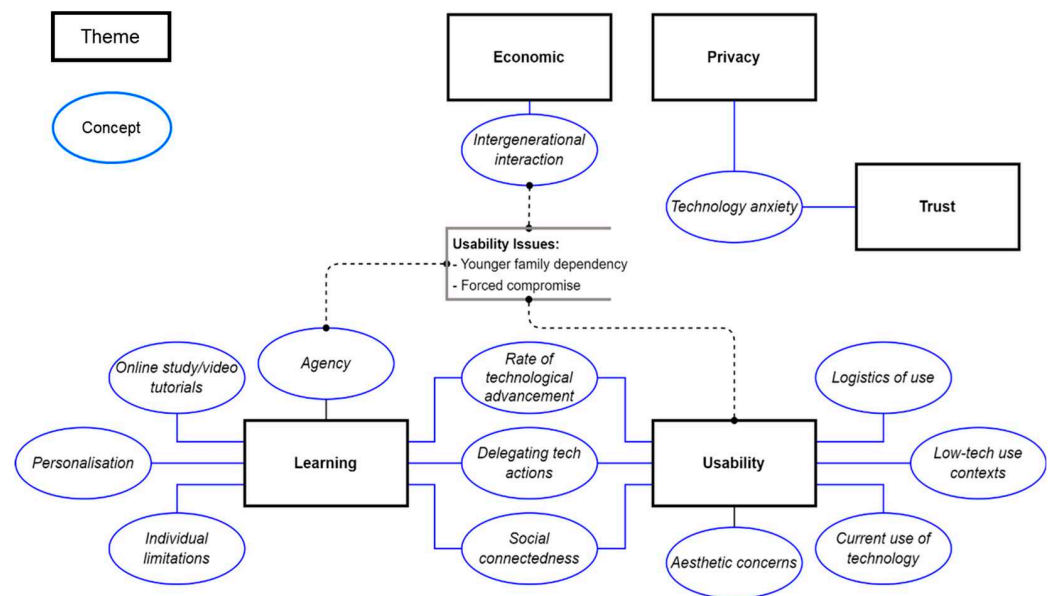 Theme
Concept
Economic
Privacy
Intergenerational
interaction
Technology anxiety
Trust
Usability Issues:
- Younger family dependency
- Forced compromise
Online study/video
tutorials
Agency
Rate of
technological
advancement
Logistics of use
Personalisation
Learning
Delegating tech
actions
Usability
Low-tech use
contexts
Individual
limitations
Social
connectedness
Aesthetic concerns
Current use of
technology